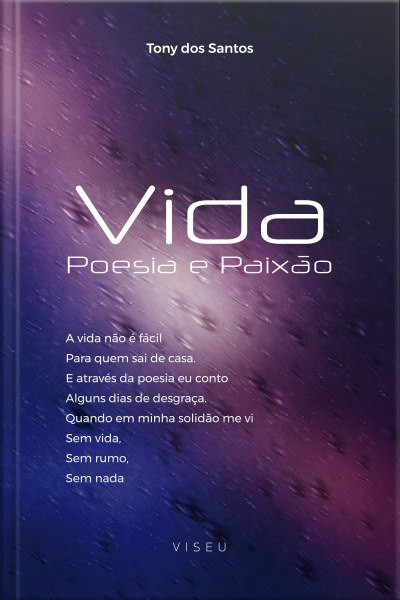 Tony dos Santos
Vida
Poesia e Paixão
A vida não é fácil
Para quem sai de casa.
E através da poesia eu conto
Alguns dias de desgraça.
Quando em minha solidão me vi
Sem vida,
Sem rumo,
Sem nada
VISEU